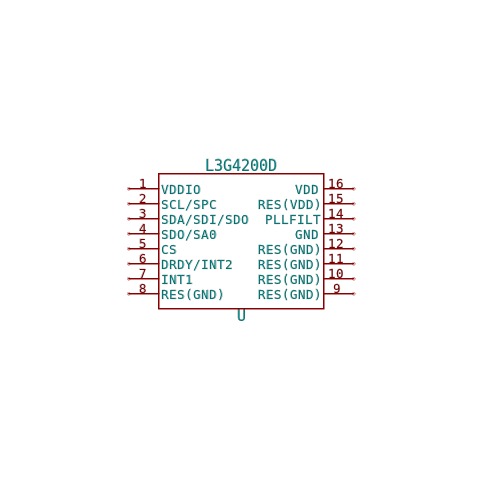 L3G4200D
1 VDDIO VDD 16
2 SCL/SPC RES(VDD) 15
3 SDA/SDI/SDO PLLFILT 14
4 SDO/SA0 GND 13
5 CS RES(GND) 12
6 DRDY/INT2 RES(GND) 11
7 INT1 RES(GND) 10
8 RES(GND) RES(GND) 9
U